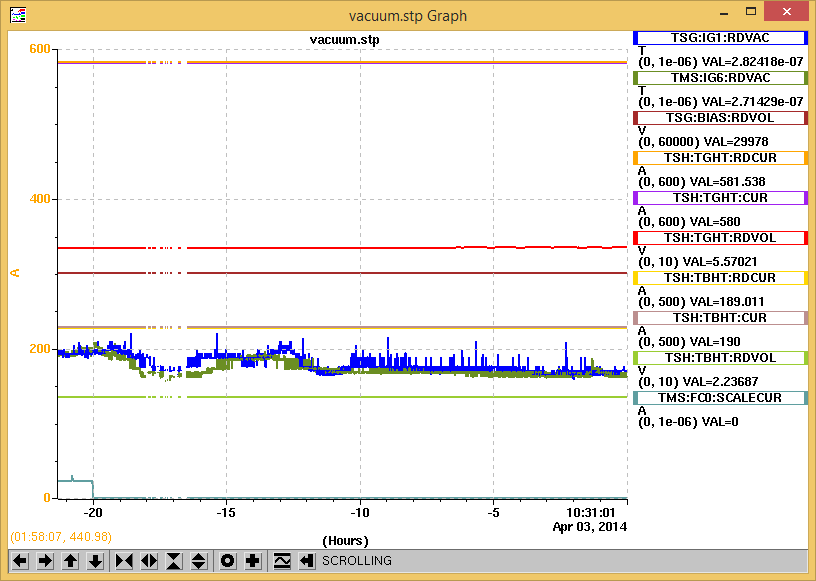 vacuum.stp Graph
vacuum.stp
600
400
A
200
0
-20
-15
-10
-5
10:31:01
Apr 03, 2014
(01:58:07, 440.98)
(Hours)
TSG:IG1:RDVAC
T
(0, 1e-06) VAL=2.82418e-07
TMS:IG6:RDVAC
T
(0, 1e-06) VAL=2.71429e-07
TSG:BIAS:RDVOL
V
(0, 60000) VAL=29978
TSH:TGHT:RDCUR
A
(0, 600) VAL=581.538
TSH:TGHT:CUR
A
(0, 600) VAL=580
TSH:TGHT:RDVOL
V
(0, 10) VAL=5.57021
TSH:TBHT:RDCUR
A
(0, 500) VAL=189.011
TSH:TBHT:CUR
A
(0, 500) VAL=190
TSH:TBHT:RDVOL
V
(0, 10) VAL=2.23687
TMS:FC0:SCALECUR
A
(0, 1e-06) VAL=0
SCROLLING